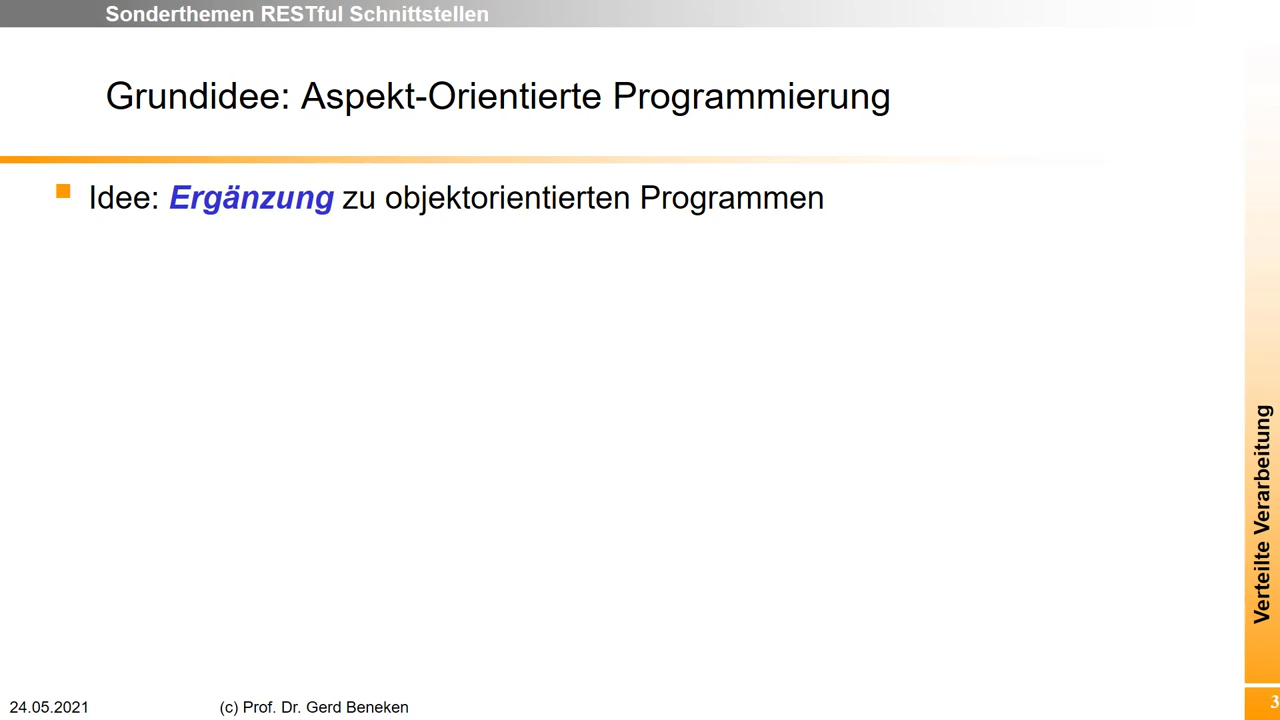 Sonderthemen RESTful Schnittstellen
Grundidee: Aspekt-Orientierte Programmierung
Idee: Ergänzung zu objektorientierten Programmen
Verteilte Verarbeitung
24.05.2021
(c) Prof. Dr. Gerd Beneken
3